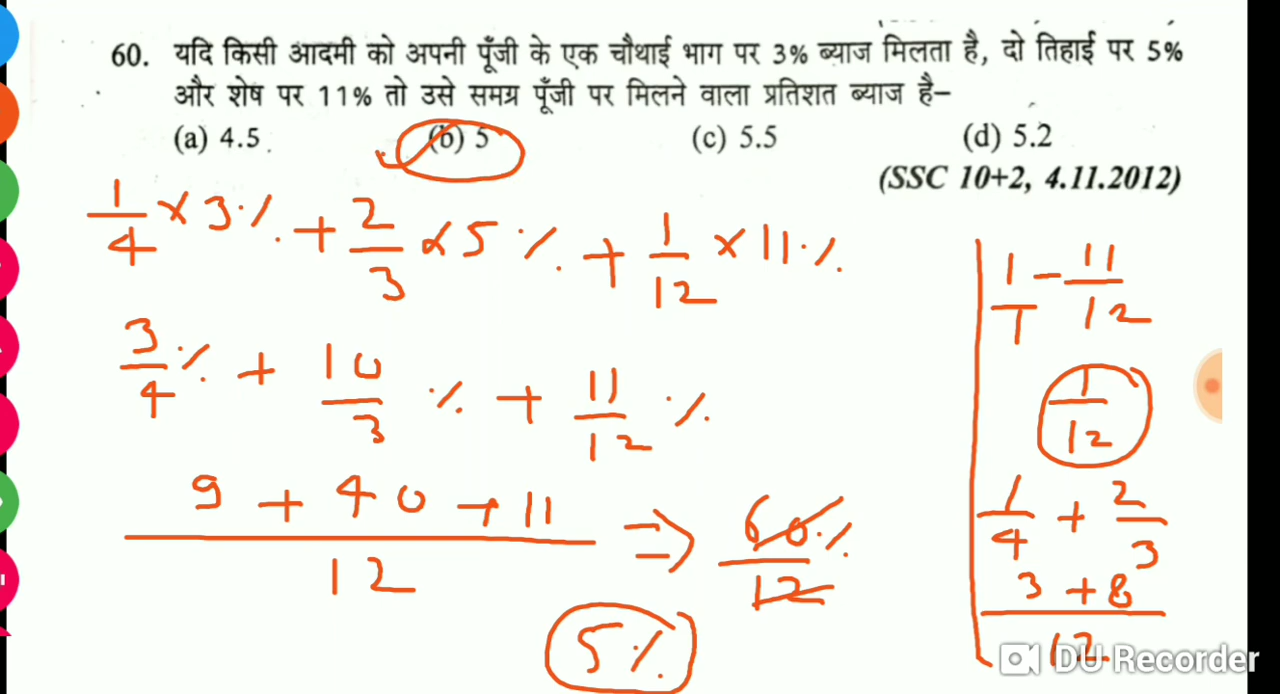 60. यदि किसी आदमी को अपनी पूँजी के एक चौथाई भाग पर 3% ब्याज मिलता है, दो तिहाई पर 5%
और शेष पर 11% तो उसे समग्र पूँजी पर मिलने वाला प्रतिशत ब्याज है–
(a) 4.5 (b) 5 (c) 5.5 (d) 5.2
(SSC 10+2, 4.11.2012)
1/4 × 3% + 2/3 × 5% + 1/12 × 11%
3/4 % + 10/3 % + 11/12 %
9 + 40 + 11 / 12 ⇒ 60% / 12
5%
1/1 − 11/12
1/12
1/4 + 2/3
3 + 8 / 12
DU Recorder